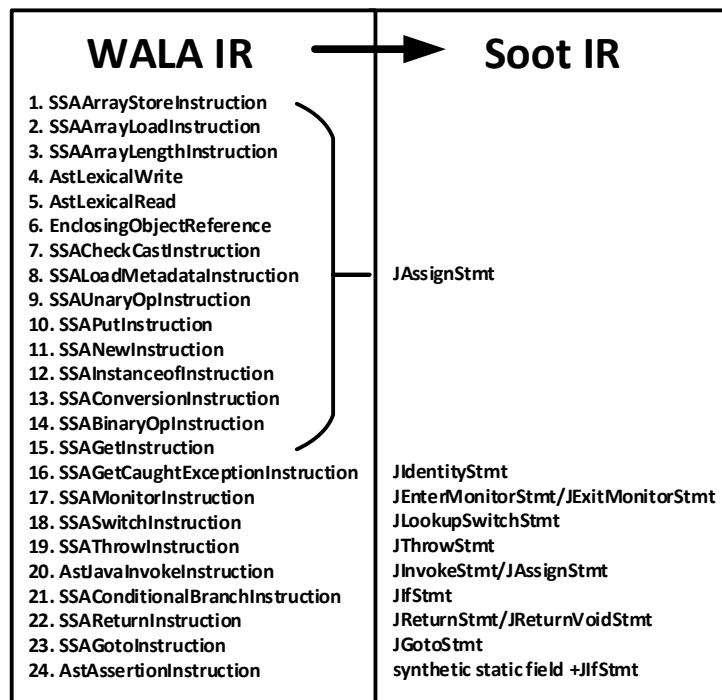 WALA IR Soot IR
1. SSAArrayStoreInstruction
2. SSAArrayLoadInstruction
3. SSAArrayLengthInstruction
4. AstLexicalWrite
5. AstLexicalRead
6. EnclosingObjectReference
7. SSACheckCastInstruction
8. SSALoadMetadataInstruction JAssignStmt
9. SSAUnaryOpInstruction
10. SSAPutInstruction
11. SSANewInstruction
12. SSAInstanceofInstruction
13. SSAConversionInstruction
14. SSABinaryOpInstruction
15. SSAGetInstruction
16. SSAGetCaughtExceptionInstruction JIdentityStmt
17. SSAMonitorInstruction JEnterMonitorStmt/JExitMonitorStmt
18. SSASwitchInstruction JLookupSwitchStmt
19. SSAThrowInstruction JThrowStmt
20. AstJavaInvokeInstruction JInvokeStmt/JAssignStmt
21. SSAConditionalBranchInstruction JIfStmt
22. SSAReturnInstruction JReturnStmt/JReturnVoidStmt
23. SSAGotoInstruction JGotoStmt
24. AstAssertionInstruction synthetic static field +JIfStmt